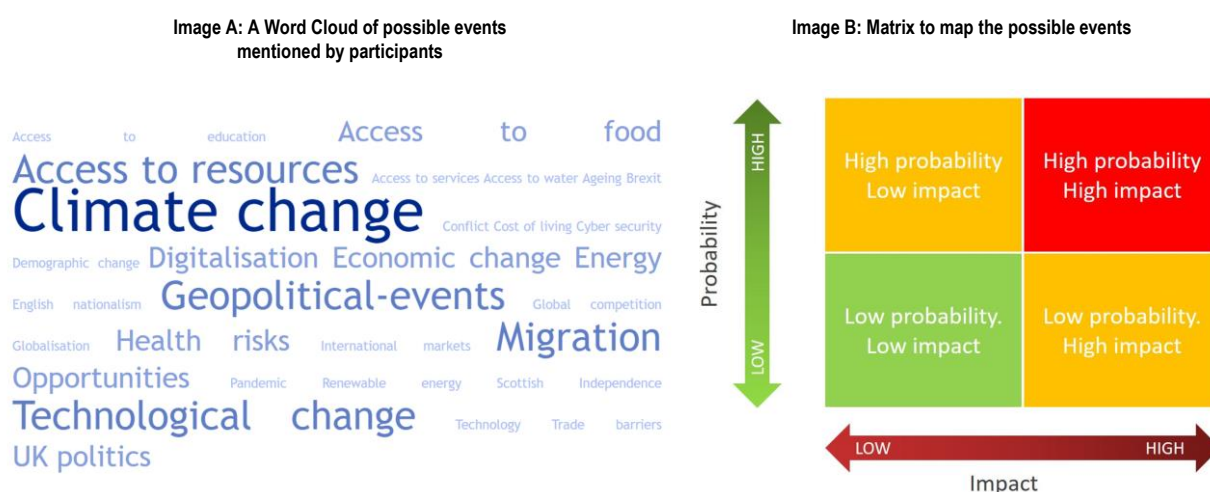 Image A: A Word Cloud of possible events
mentioned by participants
Access to education Access to food
Access to resources Access to services Access to water Ageing Brexit
Climate change Conflict Cost of living Cyber security
Demographic change Digitalisation Economic change Energy
English nationalism Geopolitical-events Global competition
Globalisation Health risks International markets Migration
Opportunities Pandemic Renewable energy Scottish Independence
Technological change Technology Trade barriers
UK politics
Image B: Matrix to map the possible events
Probability
HIGH
LOW
High probability
Low impact
High probability
High impact
Low probability.
Low impact
Low probability.
High impact
LOW
HIGH
Impact